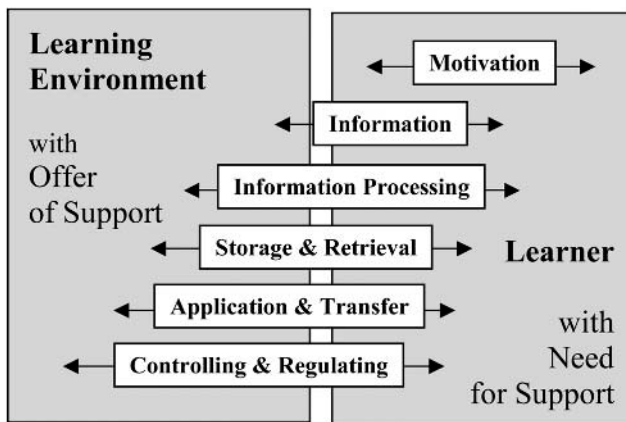 Learning
Environment
with
Offer
of Support
Motivation
Information
Information Processing
Storage & Retrieval
Application & Transfer
Controlling & Regulating
Learner
with
Need
for Support